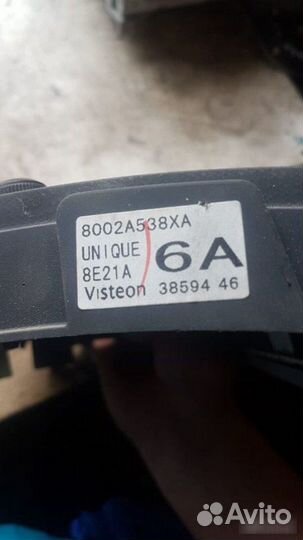 8002A538XA
UNIQUE
8E21A
6A
Visteon 38594 46
Avito